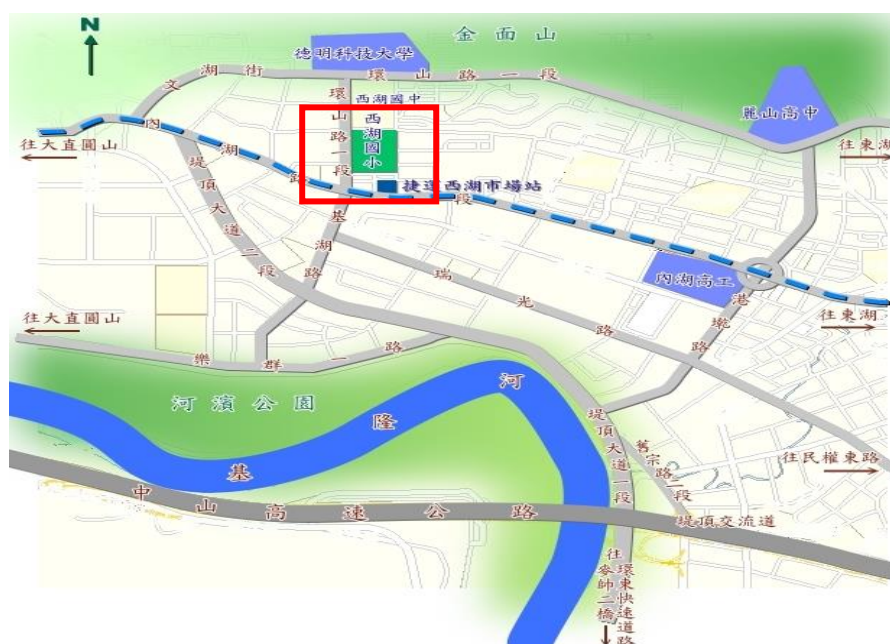 N
金面山
德明科技大學
文湖街
環山路一段
環山路一段
西湖國中
西湖國小
麗山高中
往大直圓山
往東湖
內湖路一段
捷運西湖市場站
堤頂大道二段
基湖路
瑞光路
內湖高工
港墘路
往大直圓山
往東湖
樂群一路
河濱公園
基隆河
堤頂大道一段
舊宗路二段
往民權東路
中山高速公路
堤頂交流道
往環東快速道路
麥帥二橋